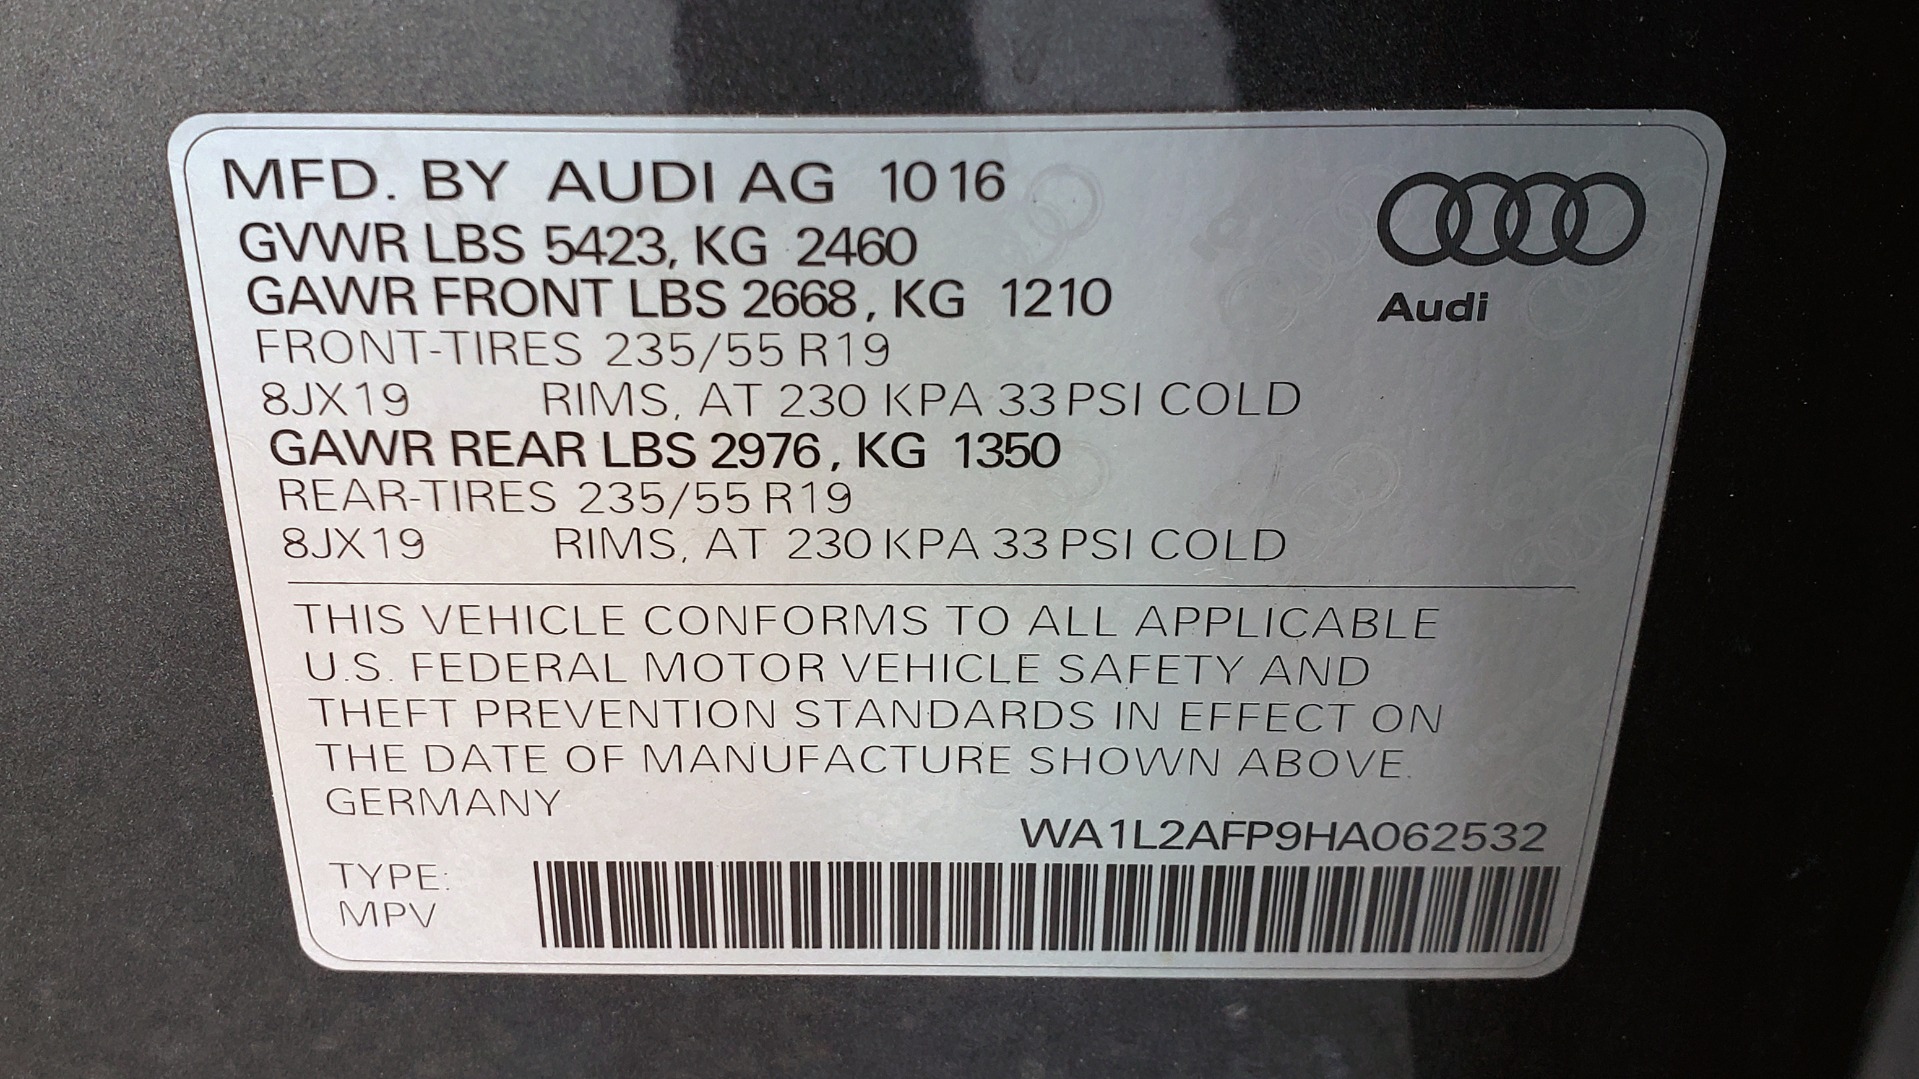 MFD. BY AUDI AG 10 16
GVWR LBS 5423, KG 2460
GAWR FRONT LBS 2668, KG 1210
Audi
FRONT-TIRES 235/55 R19
8JX19 RIMS, AT 230 KPA 33 PSI COLD
GAWR REAR LBS 2976, KG 1350
REAR-TIRES 235/55 R19
8JX19 RIMS, AT 230 KPA 33 PSI COLD
THIS VEHICLE CONFORMS TO ALL APPLICABLE
U.S. FEDERAL MOTOR VEHICLE SAFETY AND
THEFT PREVENTION STANDARDS IN EFFECT ON
THE DATE OF MANUFACTURE SHOWN ABOVE.
GERMANY
WA1L2AFP9HA062532
TYPE:
MPV